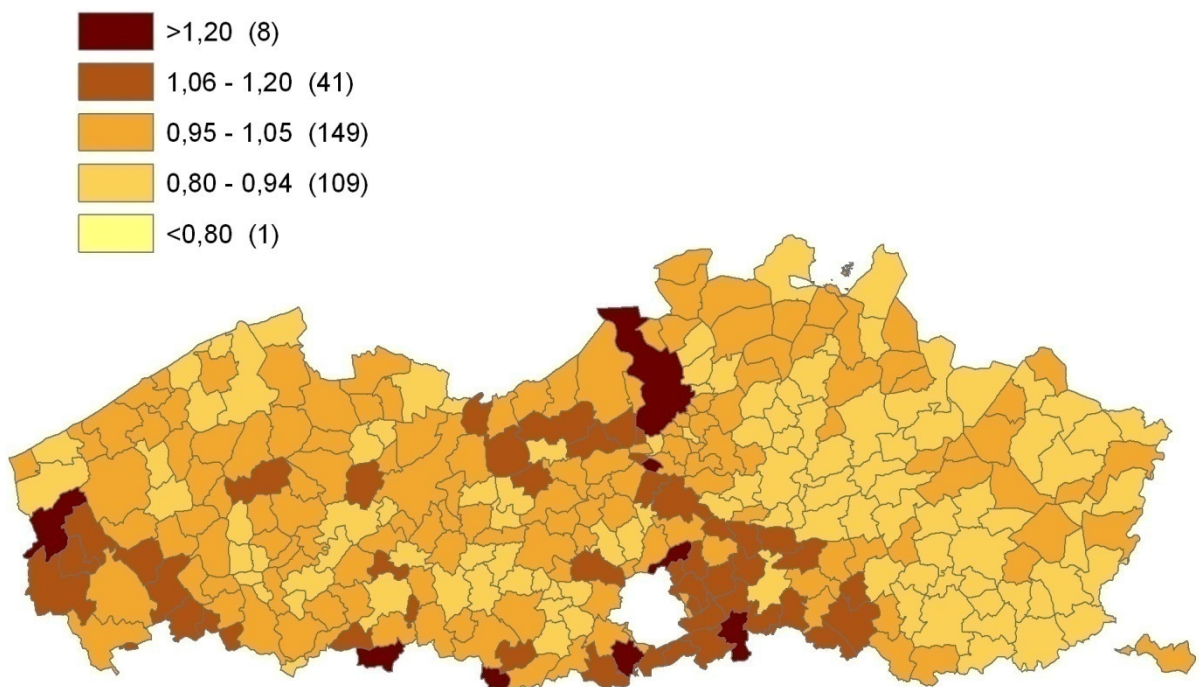 >1,20 (8)
1,06 - 1,20 (41)
0,95 - 1,05 (149)
0,80 - 0,94 (109)
<0,80 (1)